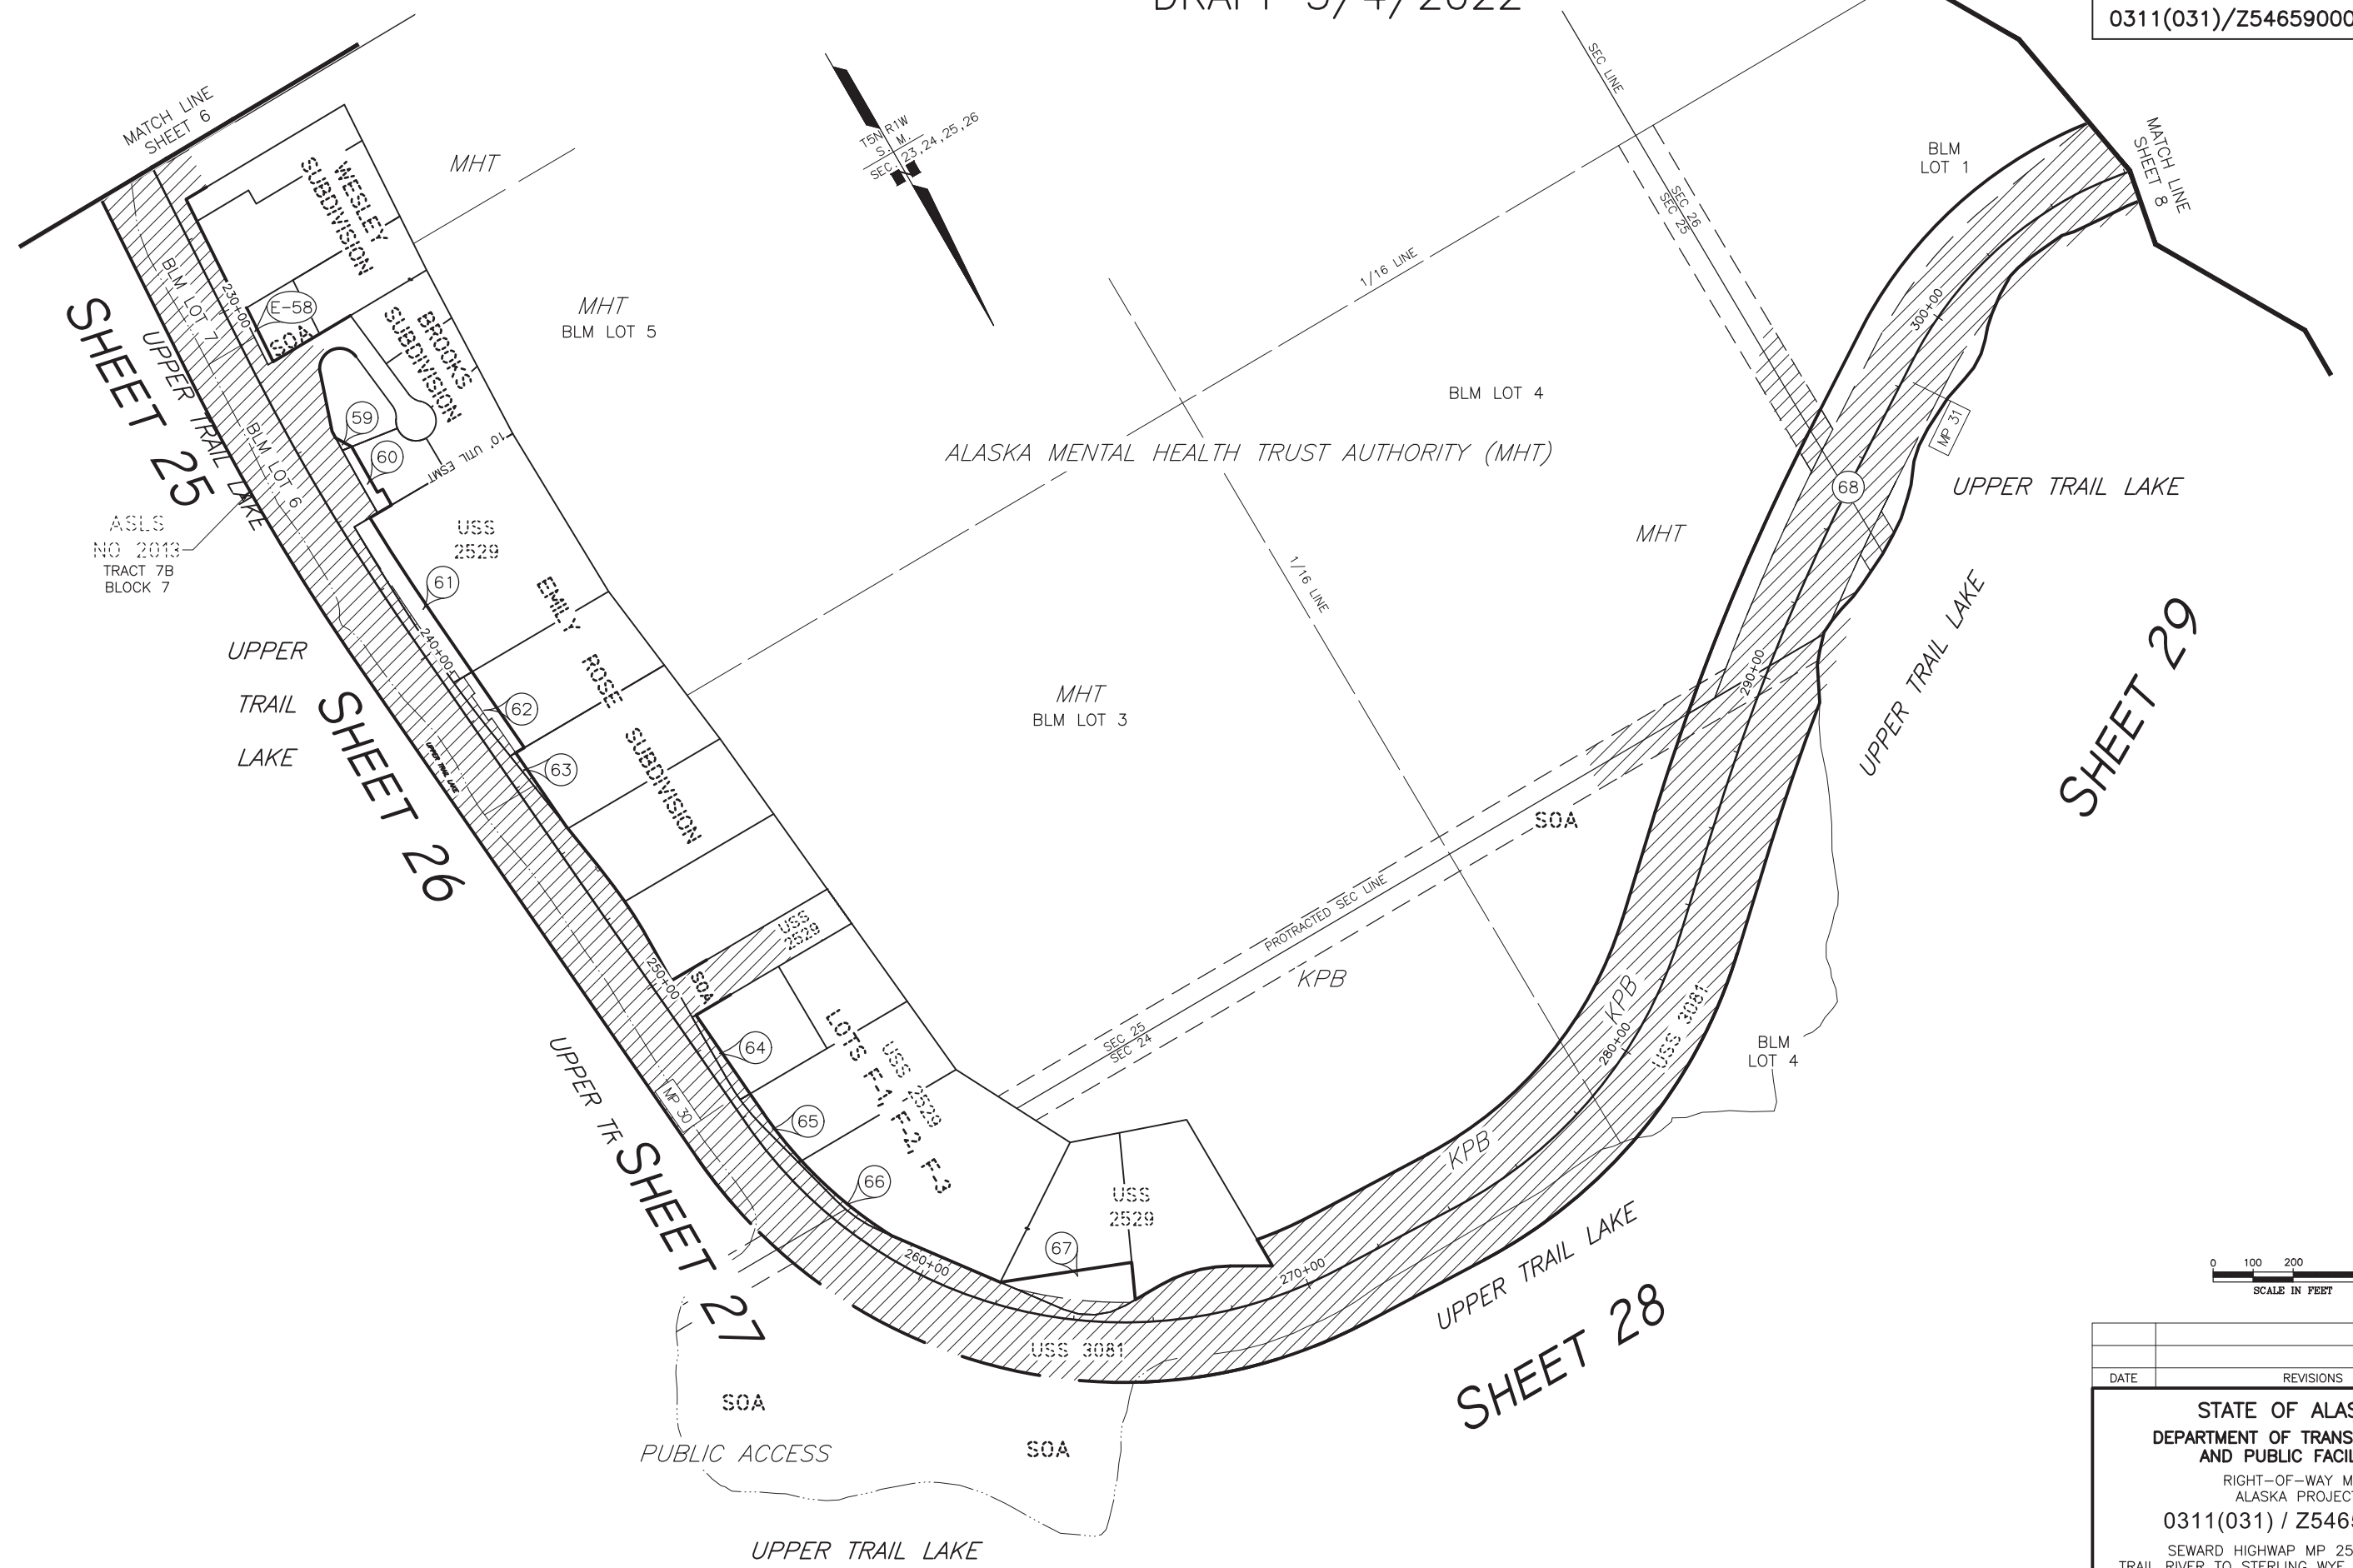 DRAFT 5/4/2022
0311(031)/Z54659000
MATCH LINE
SHEET 6
MHT
T5N R1W
S. M.
SEC. 23,24,25,26
SEC LINE
BLM
LOT 1
MATCH LINE
SHEET 8
WESLEY
SUBDIVISION
SEC 26
SEC 25
1/16 LINE
BLM LOT 7
230+00
E-58
SOA
MHT
BLM LOT 5
BROOKS
SUBDIVISION
300+00
SHEET 25
UPPER TRAIL LAKE
BLM LOT 6
59
60
10' UTIL ESMT
BLM LOT 4
ALASKA MENTAL HEALTH TRUST AUTHORITY (MHT)
MP 31
68
UPPER TRAIL LAKE
ASLS
NO 2013
TRACT 7B
BLOCK 7
USS
2529
61
EMILY ROSE SUBDIVISION
MHT
1/16 LINE
UPPER
TRAIL
LAKE
240+00
62
63
UPPER TRAIL LAKE
SHEET 26
MHT
BLM LOT 3
290+00
UPPER TRAIL LAKE
SHEET 29
SOA
PROTRACTED SEC LINE
KPB
USS
2529
250+00
SOA
64
SEC 25
SEC 24
KPB
USS 3081
280+00
BLM
LOT 4
LOTS F-1, F-2, F-3
USS 2529
UPPER TR
MP 30
65
66
KPB
SHEET 27
USS
2529
67
260+00
270+00
UPPER TRAIL LAKE
SHEET 28
USS 3081
SOA
PUBLIC ACCESS
SOA
UPPER TRAIL LAKE
0 100 200
SCALE IN FEET
DATE REVISIONS
STATE OF ALAS
DEPARTMENT OF TRANS
AND PUBLIC FACIL
RIGHT-OF-WAY M
ALASKA PROJECT
0311(031) / Z5465
SEWARD HIGHWAP MP 25
TRAIL RIVER TO STERLING WYE